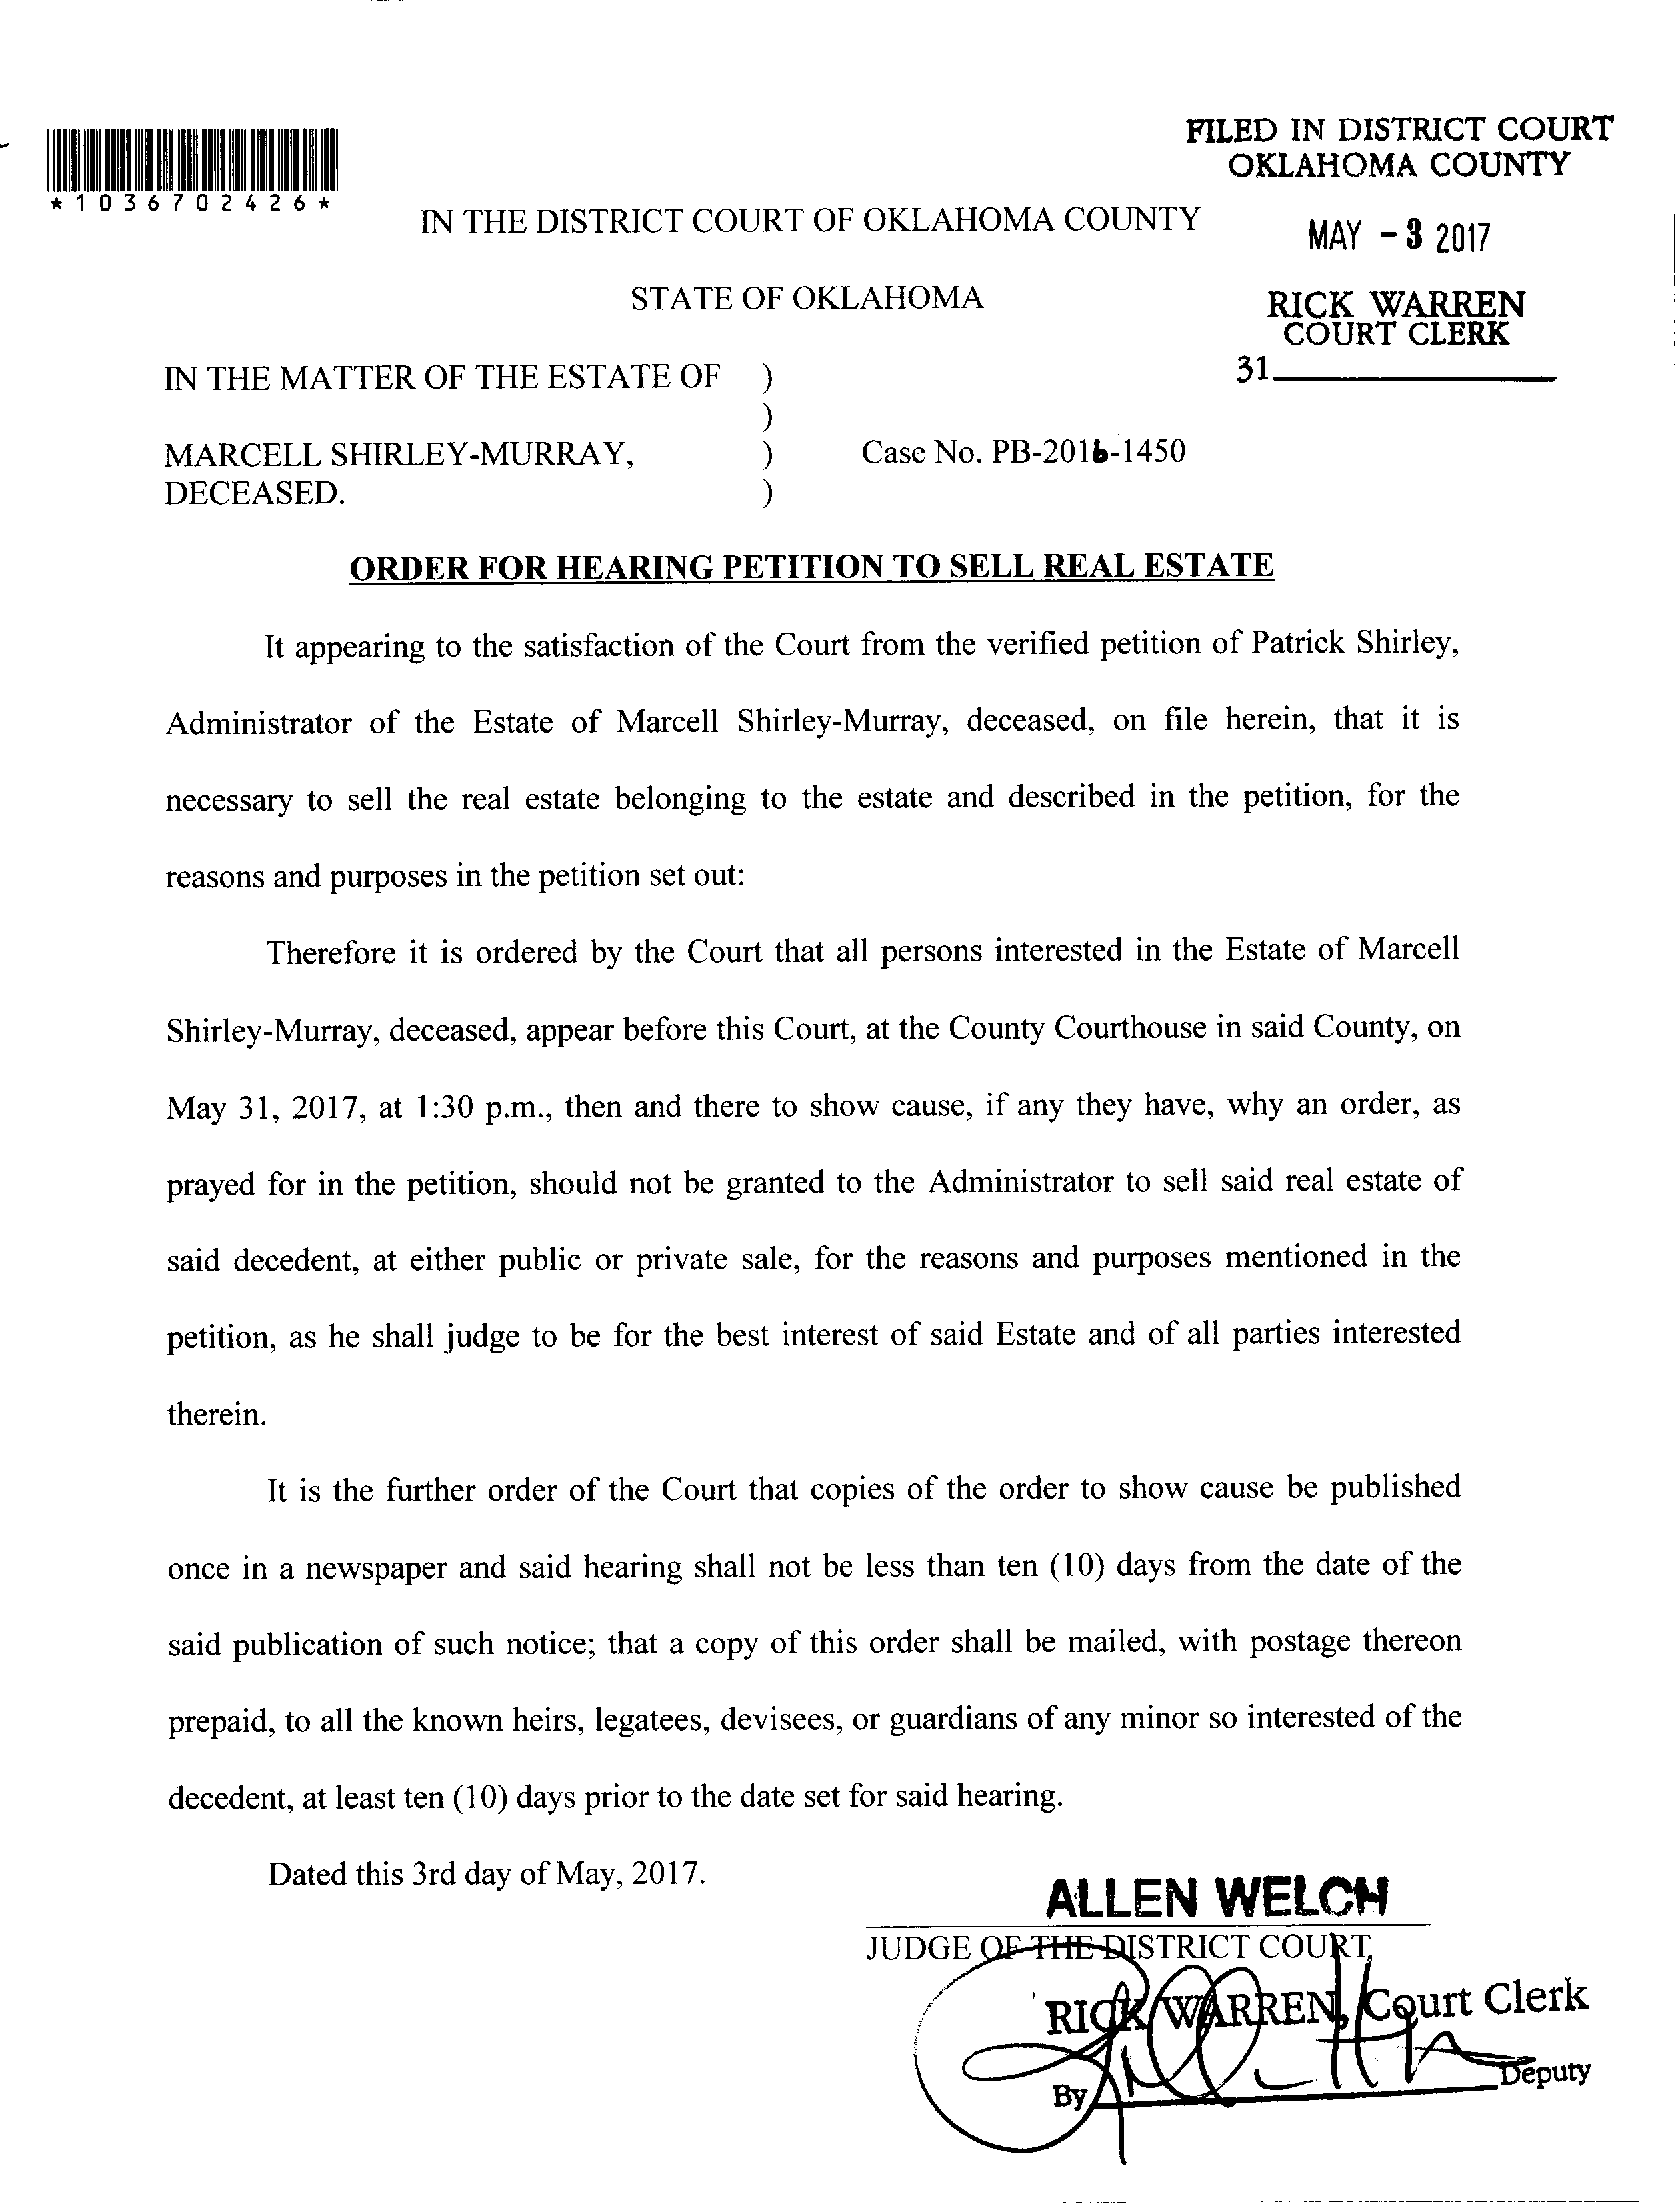 FILED IN DISTRICT COURT
OKLAHOMA COUNTY
*1036702426*
IN THE DISTRICT COURT OF OKLAHOMA COUNTY
MAY - 3 2017
STATE OF OKLAHOMA
RICK WARREN
COURT CLERK
31
IN THE MATTER OF THE ESTATE OF )
)
MARCELL SHIRLEY-MURRAY, ) Case No. PB-2016-1450
DECEASED. )
ORDER FOR HEARING PETITION TO SELL REAL ESTATE
It appearing to the satisfaction of the Court from the verified petition of Patrick Shirley,
Administrator of the Estate of Marcell Shirley-Murray, deceased, on file herein, that it is
necessary to sell the real estate belonging to the estate and described in the petition, for the
reasons and purposes in the petition set out:
Therefore it is ordered by the Court that all persons interested in the Estate of Marcell
Shirley-Murray, deceased, appear before this Court, at the County Courthouse in said County, on
May 31, 2017, at 1:30 p.m., then and there to show cause, if any they have, why an order, as
prayed for in the petition, should not be granted to the Administrator to sell said real estate of
said decedent, at either public or private sale, for the reasons and purposes mentioned in the
petition, as he shall judge to be for the best interest of said Estate and of all parties interested
therein.
It is the further order of the Court that copies of the order to show cause be published
once in a newspaper and said hearing shall not be less than ten (10) days from the date of the
said publication of such notice; that a copy of this order shall be mailed, with postage thereon
prepaid, to all the known heirs, legatees, devisees, or guardians of any minor so interested of the
decedent, at least ten (10) days prior to the date set for said hearing.
Dated this 3rd day of May, 2017.
ALLEN WELCH
JUDGE OF THE DISTRICT COURT
RICK WARREN, Court Clerk
By Deputy